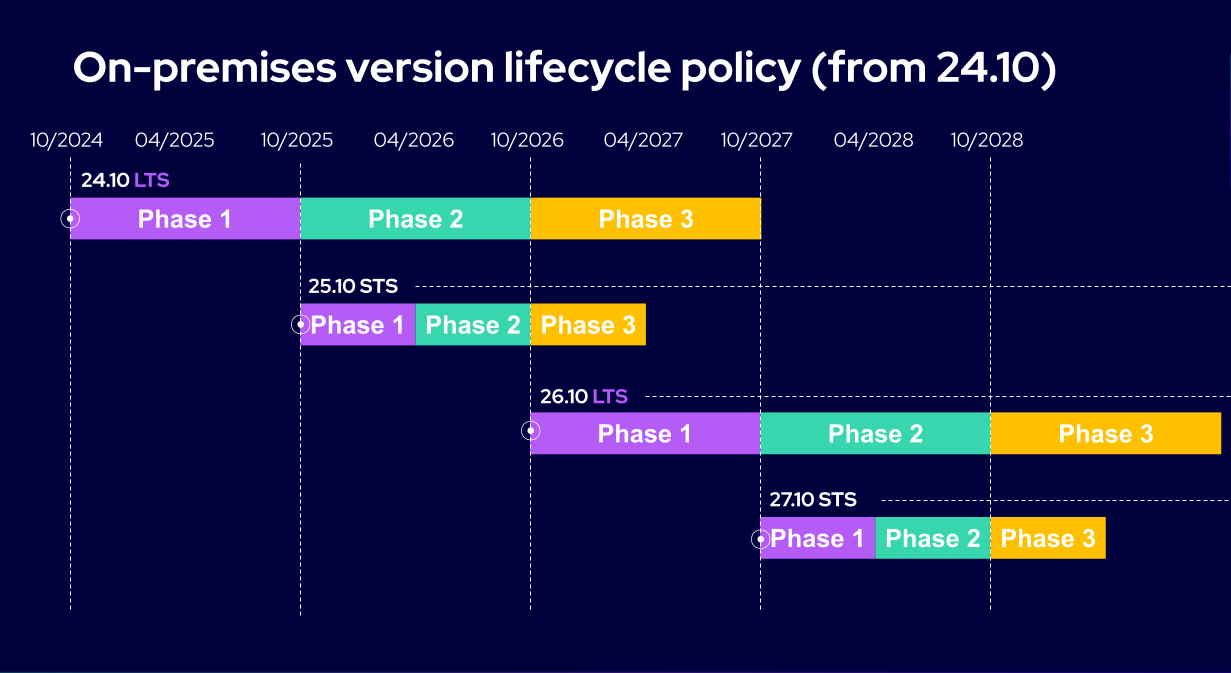 On-premises version lifecycle policy (from 24.10)
10/2024 04/2025 10/2025 04/2026 10/2026 04/2027 10/2027 04/2028 10/2028
24.10 LTS
Phase 1 Phase 2 Phase 3
25.10 STS
Phase 1 Phase 2 Phase 3
26.10 LTS
Phase 1 Phase 2 Phase 3
27.10 STS
Phase 1 Phase 2 Phase 3